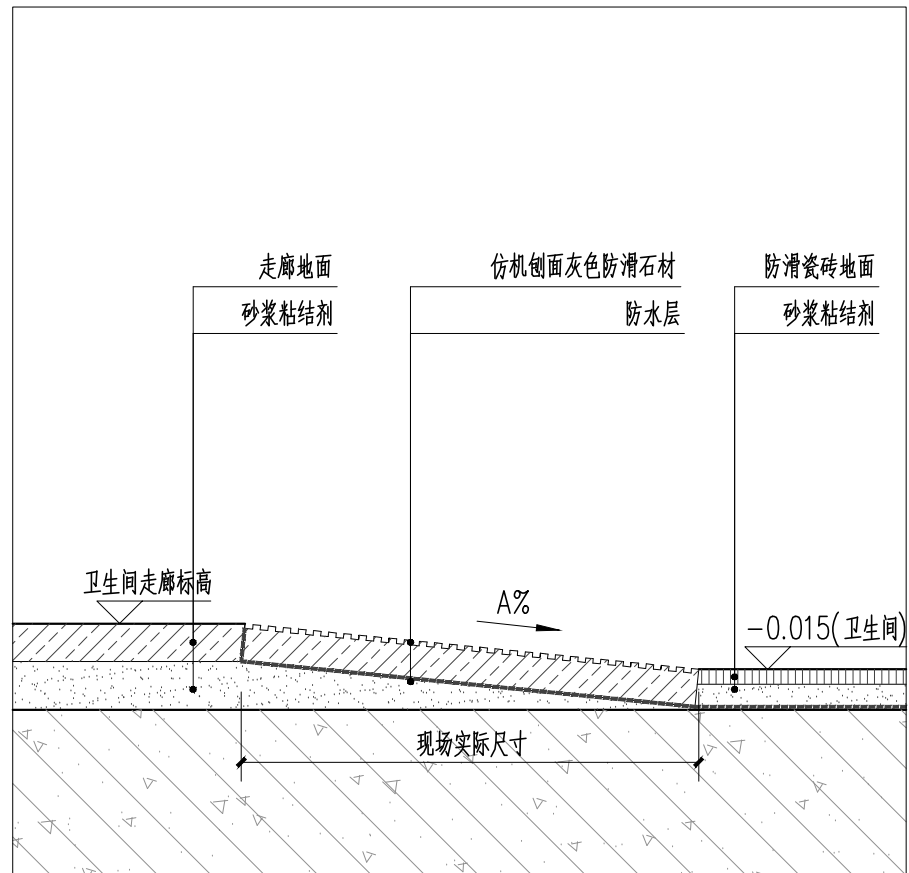 走廊地面
砂浆粘结剂
仿机刨面灰色防滑石材
防水层
防滑瓷砖地面
砂浆粘结剂
卫生间走廊标高
A%
-0.015(卫生间)
现场实际尺寸